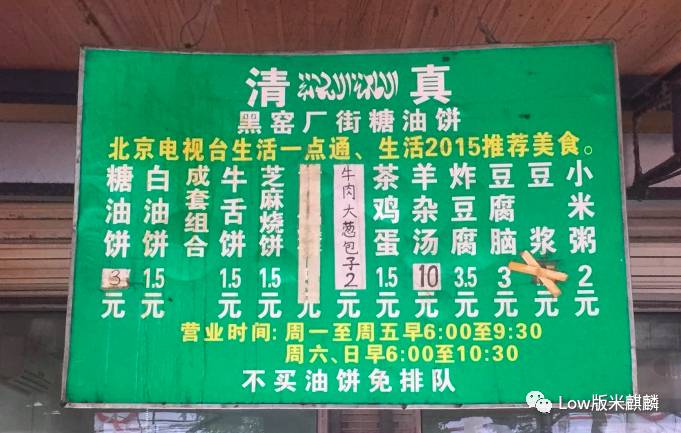 清 真
黑窑厂街糖油饼
北京电视台生活一点通、生活2015推荐美食。
糖油饼 3 元
白油饼 1.5 元
成套组合
牛舌饼 1.5 元
芝麻烧饼 1.5 元
元
牛肉大葱包子 2 元
茶鸡蛋 1.5 元
羊杂汤 10 元
炸豆腐 3.5 元
豆腐脑 3 元
豆浆 元
小米粥 2 元
营业时间: 周一至周五早6:00至9:30
周六、日早6:00至10:30
不买油饼免排队
Low版米麒麟